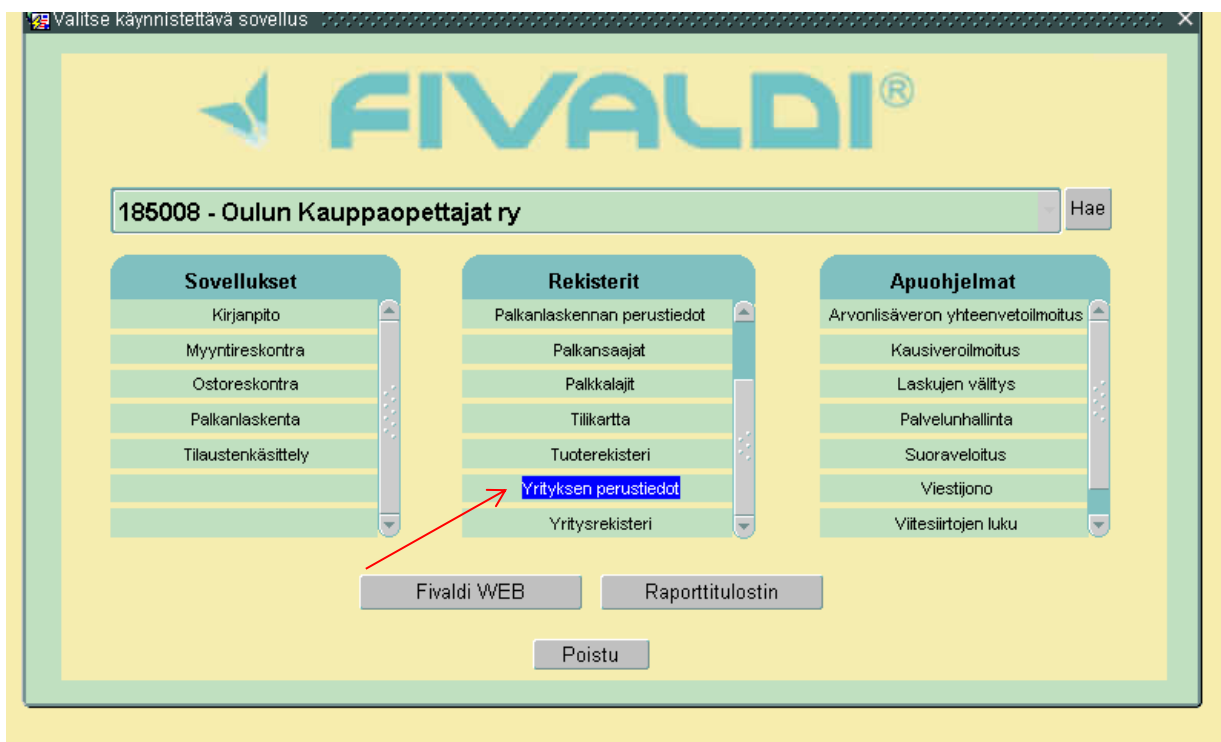 Valitse käynnistettävä sovellus
FIVALDI®
185008 - Oulun Kauppaopettajat ry
Hae
Sovellukset
Kirjanpito
Myyntireskontra
Ostoreskontra
Palkanlaskenta
Tilaustenkäsittely
Rekisterit
Palkanlaskennan perustiedot
Palkansaajat
Palkkalajit
Tilikartta
Tuoterekisteri
Yrityksen perustiedot
Yritysrekisteri
Apuohjelmat
Arvonlisäveron yhteenvetoilmoitus
Kausiveroilmoitus
Laskujen välitys
Palvelunhallinta
Suoraveloitus
Viestijono
Viitesiirtojen luku
Fivaldi WEB
Raporttitulostin
Poistu